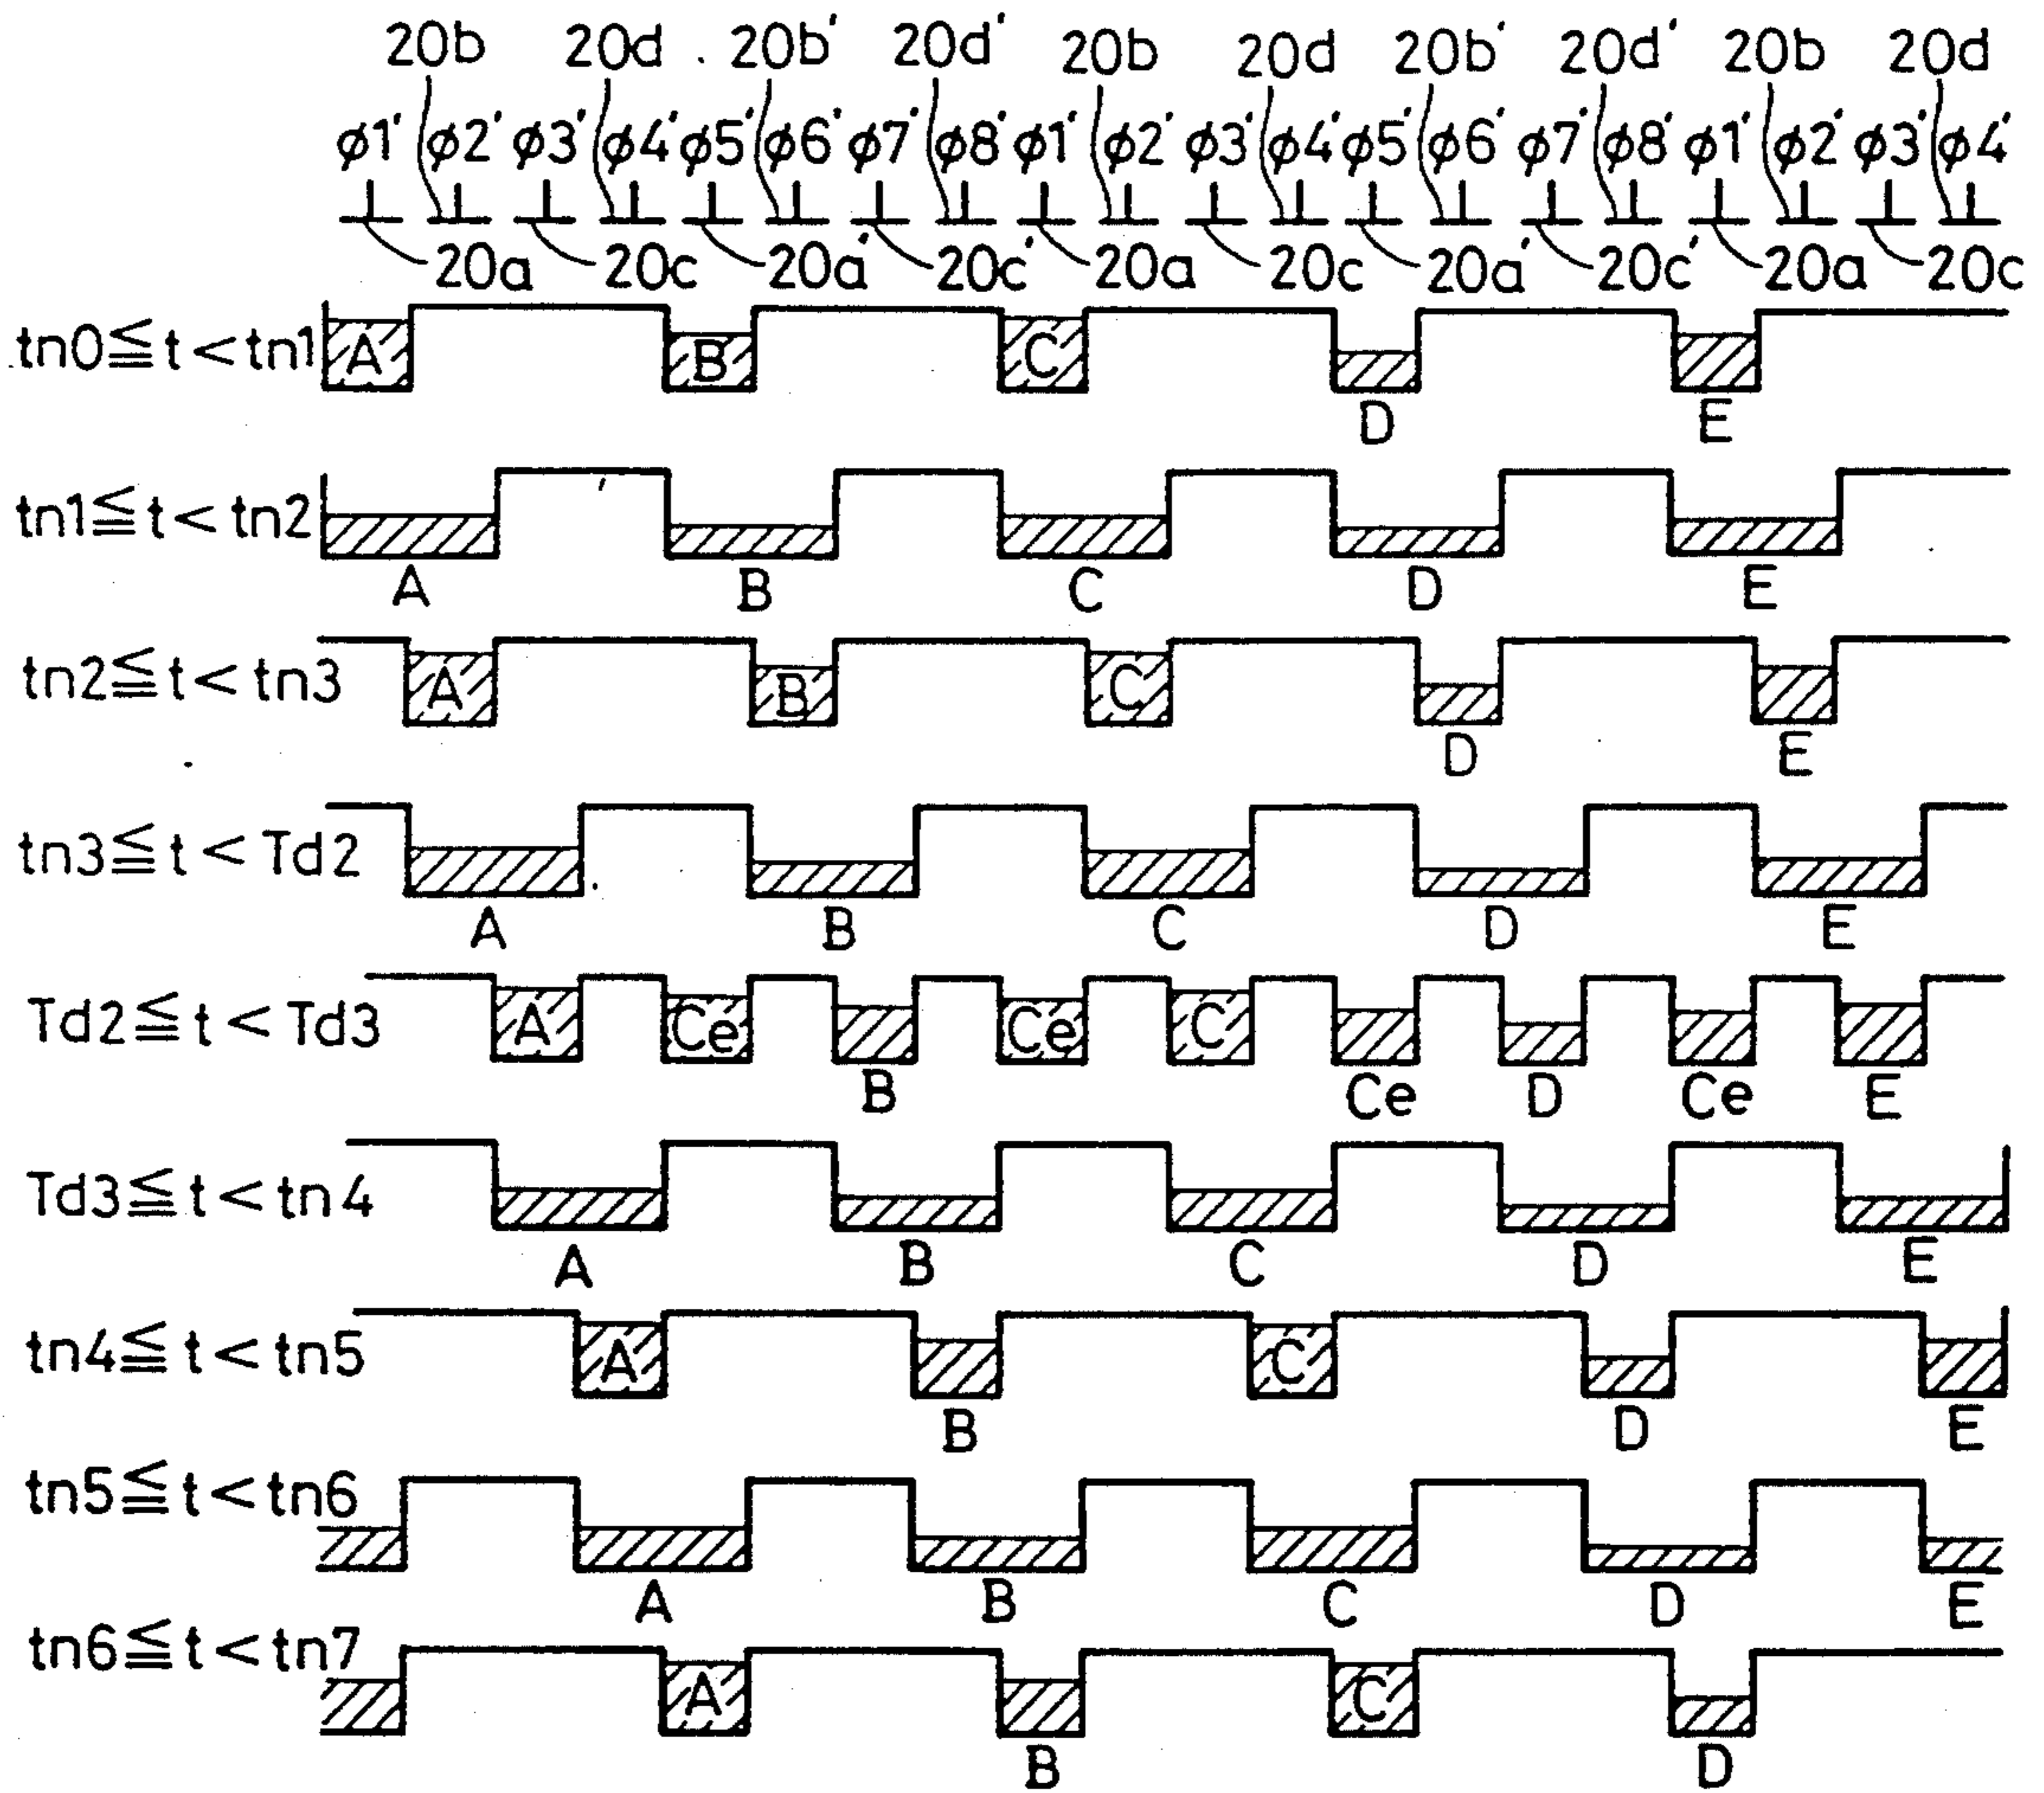 20b 20d 20b' 20d' 20b 20d 20b' 20d' 20b 20d
ϕ1' ϕ2' ϕ3' ϕ4' ϕ5' ϕ6' ϕ7' ϕ8' ϕ1' ϕ2' ϕ3' ϕ4' ϕ5' ϕ6' ϕ7' ϕ8' ϕ1' ϕ2' ϕ3' ϕ4'
20a 20c 20a' 20c' 20a 20c 20a' 20c' 20a 20c
tn0≦t<tn1 A B C
D E
tn1≦t<tn2
A B C D E
tn2≦t<tn3 A B C
D E
tn3≦t<Td2
A B C D E
Td2≦t<Td3 A Ce Ce C
B Ce D Ce E
Td3≦t<tn4
A B C D E
tn4≦t<tn5 A C
B D E
tn5≦t<tn6
A B C D E
tn6≦t<tn7 A C
B D